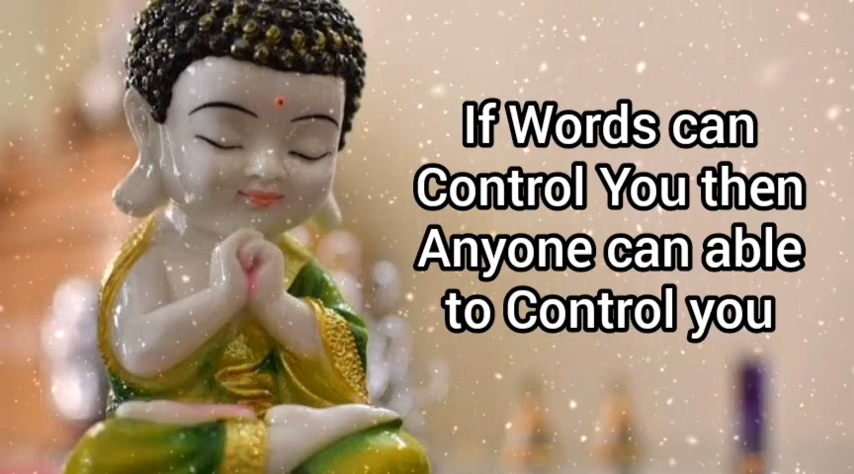 If Words can
Control You then
Anyone can able
to Control you